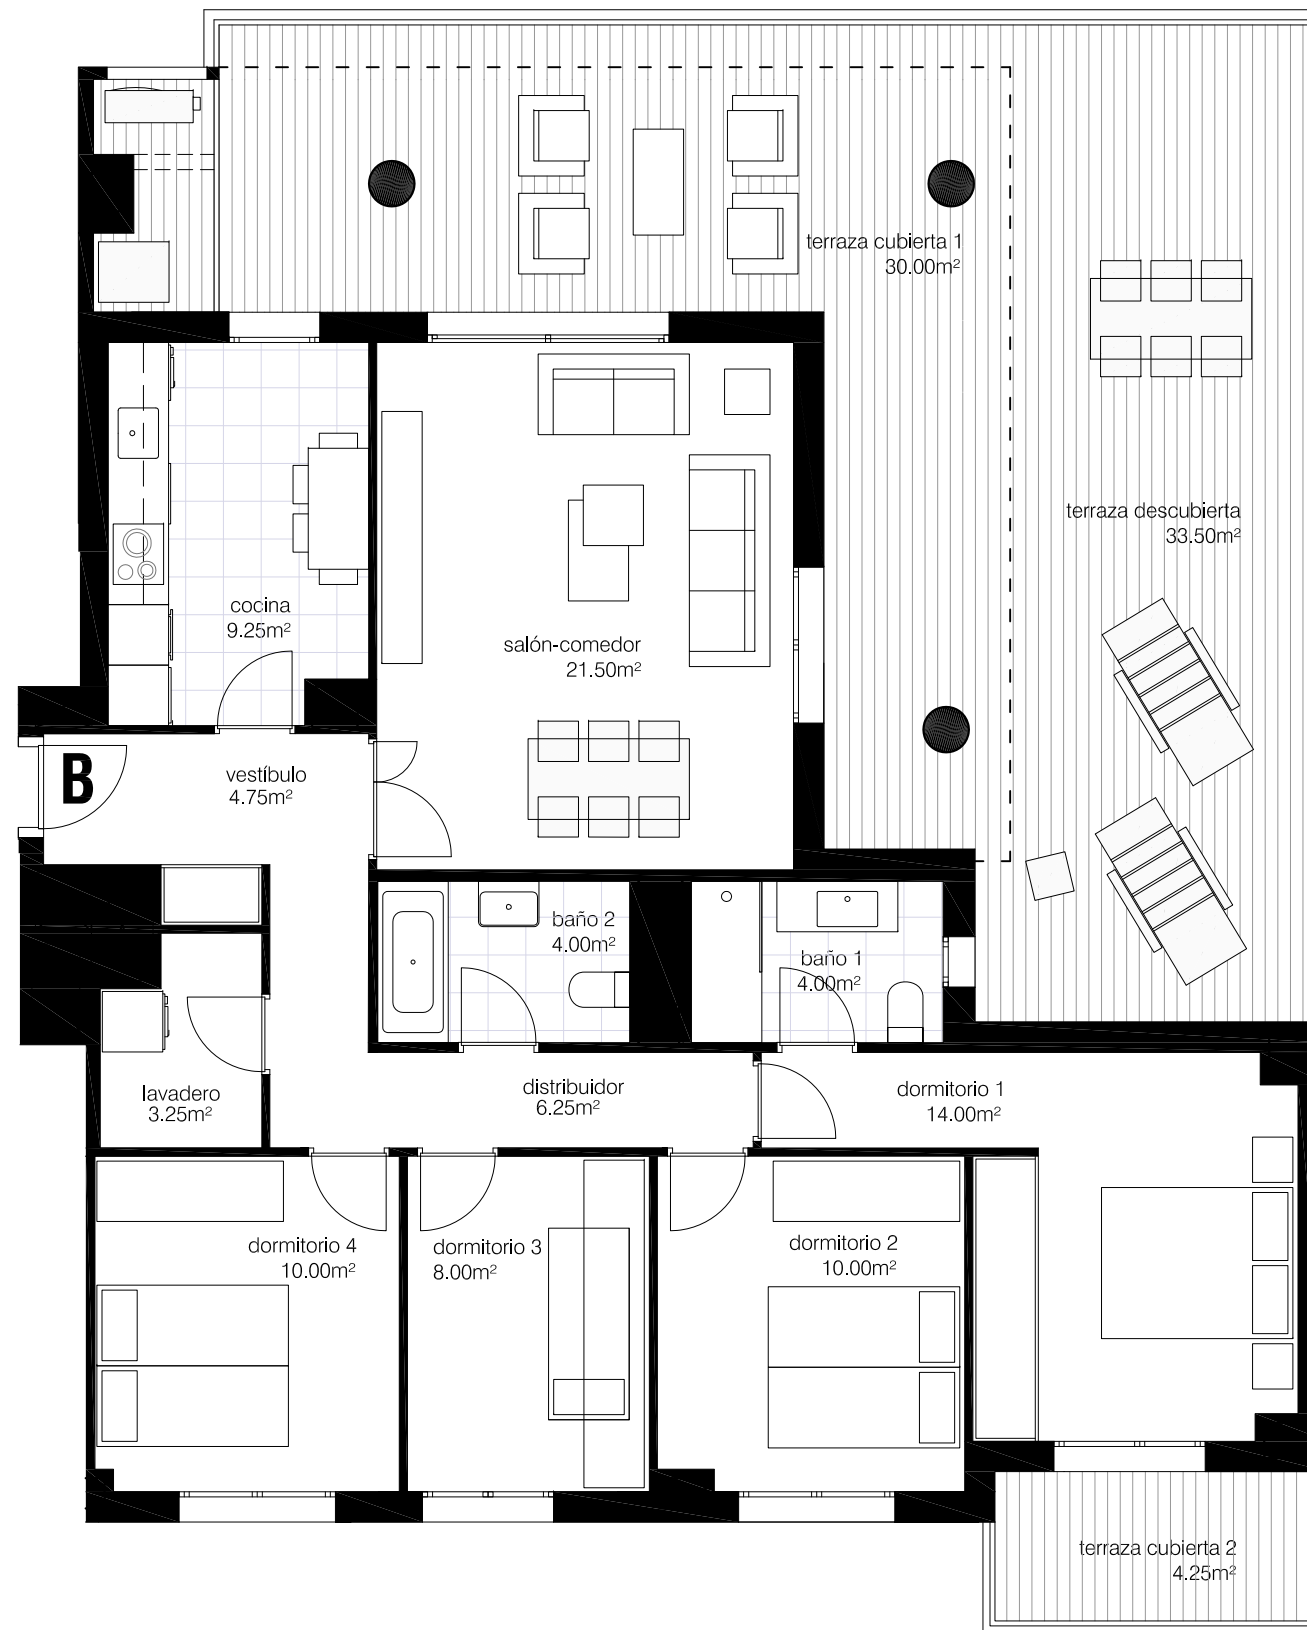 terraza cubierta 1
30.00m²
terraza descubierta
33.50m²
cocina
9.25m²
salón-comedor
21.50m²
B
vestíbulo
4.75m²
baño 2
4.00m²
baño 1
4.00m²
lavadero
3.25m²
distribuidor
6.25m²
dormitorio 1
14.00m²
dormitorio 4
10.00m²
dormitorio 3
8.00m²
dormitorio 2
10.00m²
terraza cubierta 2
4.25m²